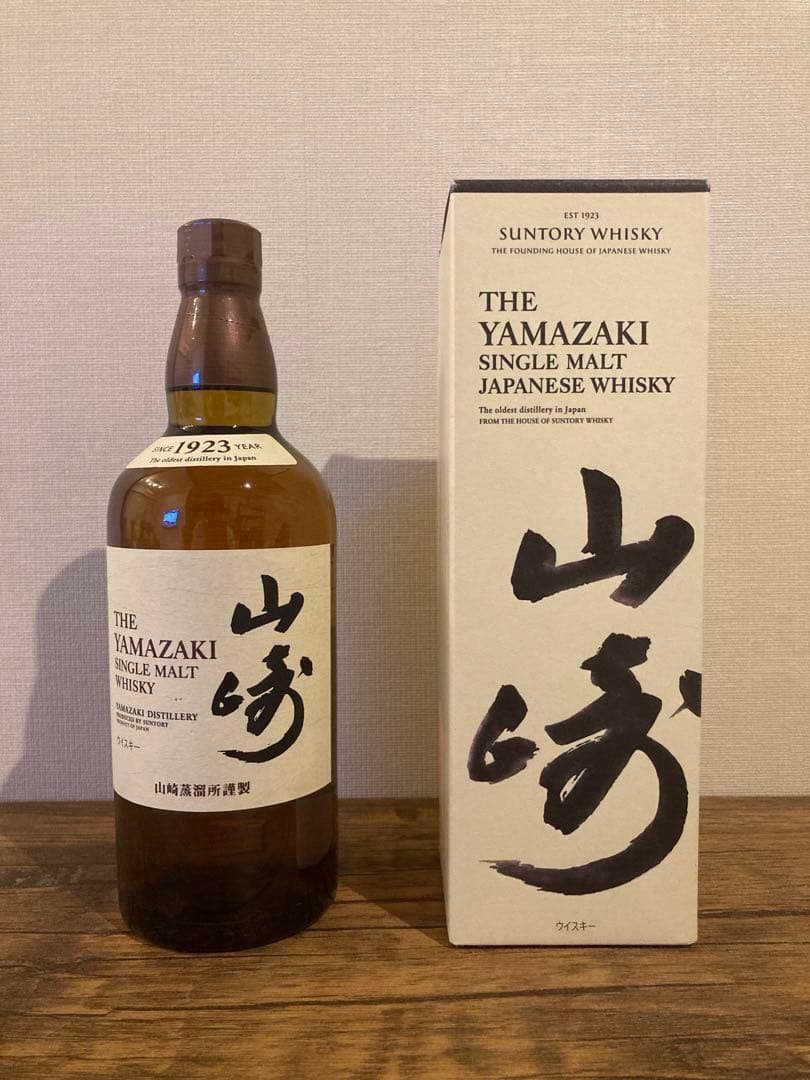 SINCE 1923 YEAR
The oldest distillery in Japan
THE
YAMAZAKI
SINGLE MALT
WHISKY
YAMAZAKI DISTILLERY
PRODUCED BY SUNTORY
PRODUCT OF JAPAN
ウイスキー
山崎
山崎蒸溜所謹製
EST 1923
SUNTORY WHISKY
THE FOUNDING HOUSE OF JAPANESE WHISKY
THE
YAMAZAKI
SINGLE MALT
JAPANESE WHISKY
The oldest distillery in Japan
FROM THE HOUSE OF SUNTORY WHISKY
山崎
ウイスキー